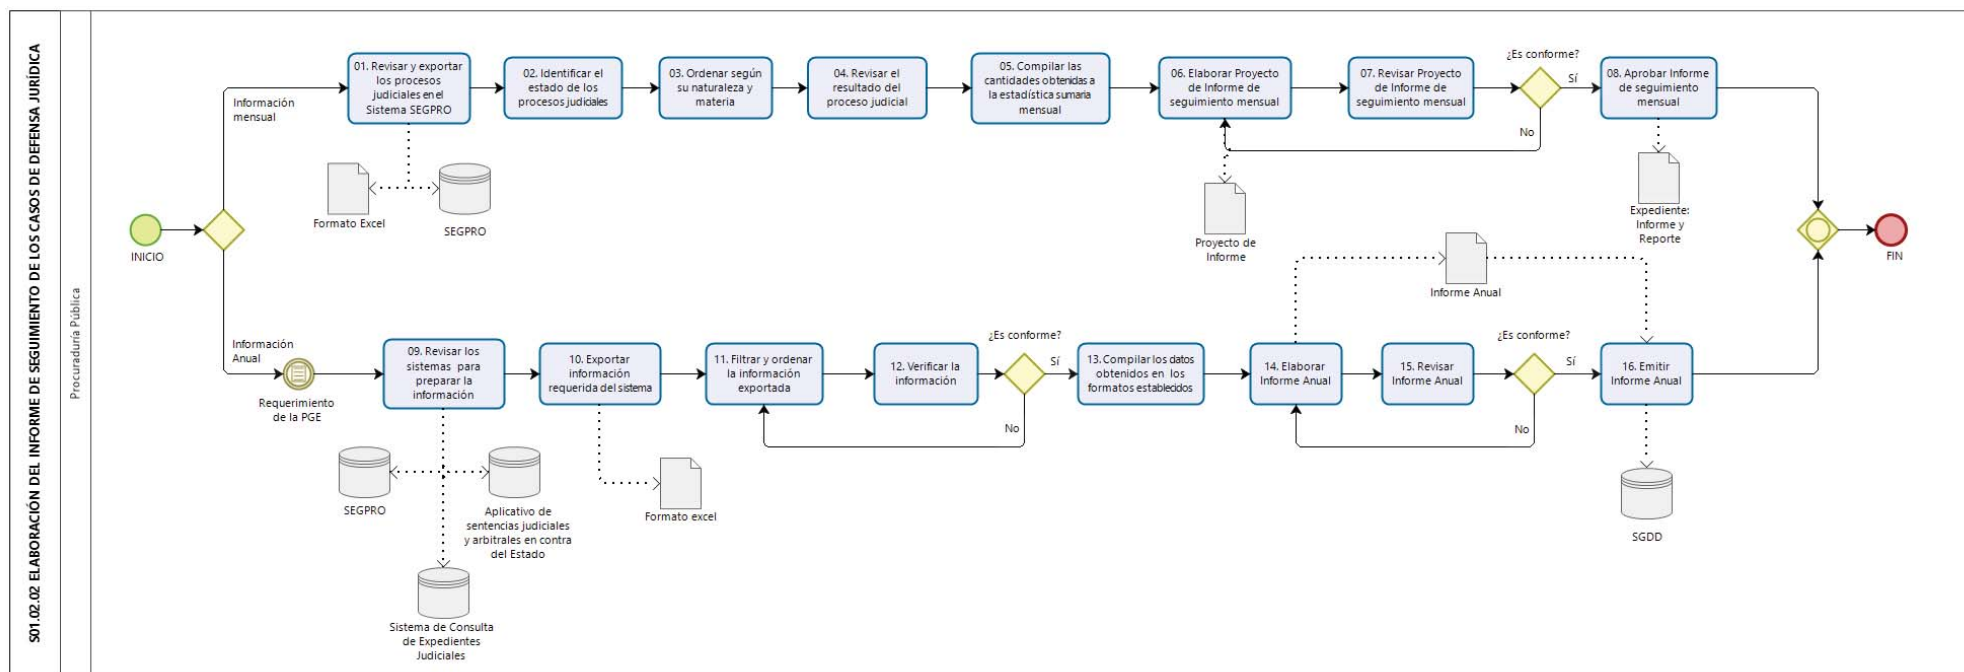 S01.02.02 ELABORACIÓN DEL INFORME DE SEGUIMIENTO DE LOS CASOS DE DEFENSA JURÍDICA
Procuraduría Pública
INICIO
Información
mensual
01. Revisar y exportar
los procesos
judiciales en el
Sistema SEGPRO
Formato Excel
SEGPRO
02. Identificar el
estado de los
procesos judiciales
03. Ordenar según
su naturaleza y
materia
04. Revisar el
resultado del
proceso judicial
05. Compilar las
cantidades obtenidas a
la estadística sumaria
mensual
06. Elaborar Proyecto
de Informe de
seguimiento mensual
Proyecto de
Informe
07. Revisar Proyecto
de Informe de
seguimiento mensual
¿Es conforme?
Sí
No
08. Aprobar Informe
de seguimiento
mensual
Expediente:
Informe y
Reporte
FIN
Información
Anual
Requerimiento
de la PGE
09. Revisar los
sistemas para
preparar la
información
SEGPRO
Aplicativo de
sentencias judiciales
y arbitrales en contra
del Estado
Sistema de Consulta
de Expedientes
Judiciales
10. Exportar
información
requerida del sistema
Formato excel
11. Filtrar y ordenar
la información
exportada
12. Verificar la
información
¿Es conforme?
Sí
No
13. Compilar los datos
obtenidos en los
formatos establecidos
14. Elaborar
Informe Anual
Informe Anual
15. Revisar
Informe Anual
¿Es conforme?
Sí
No
16. Emitir
Informe Anual
SGDD